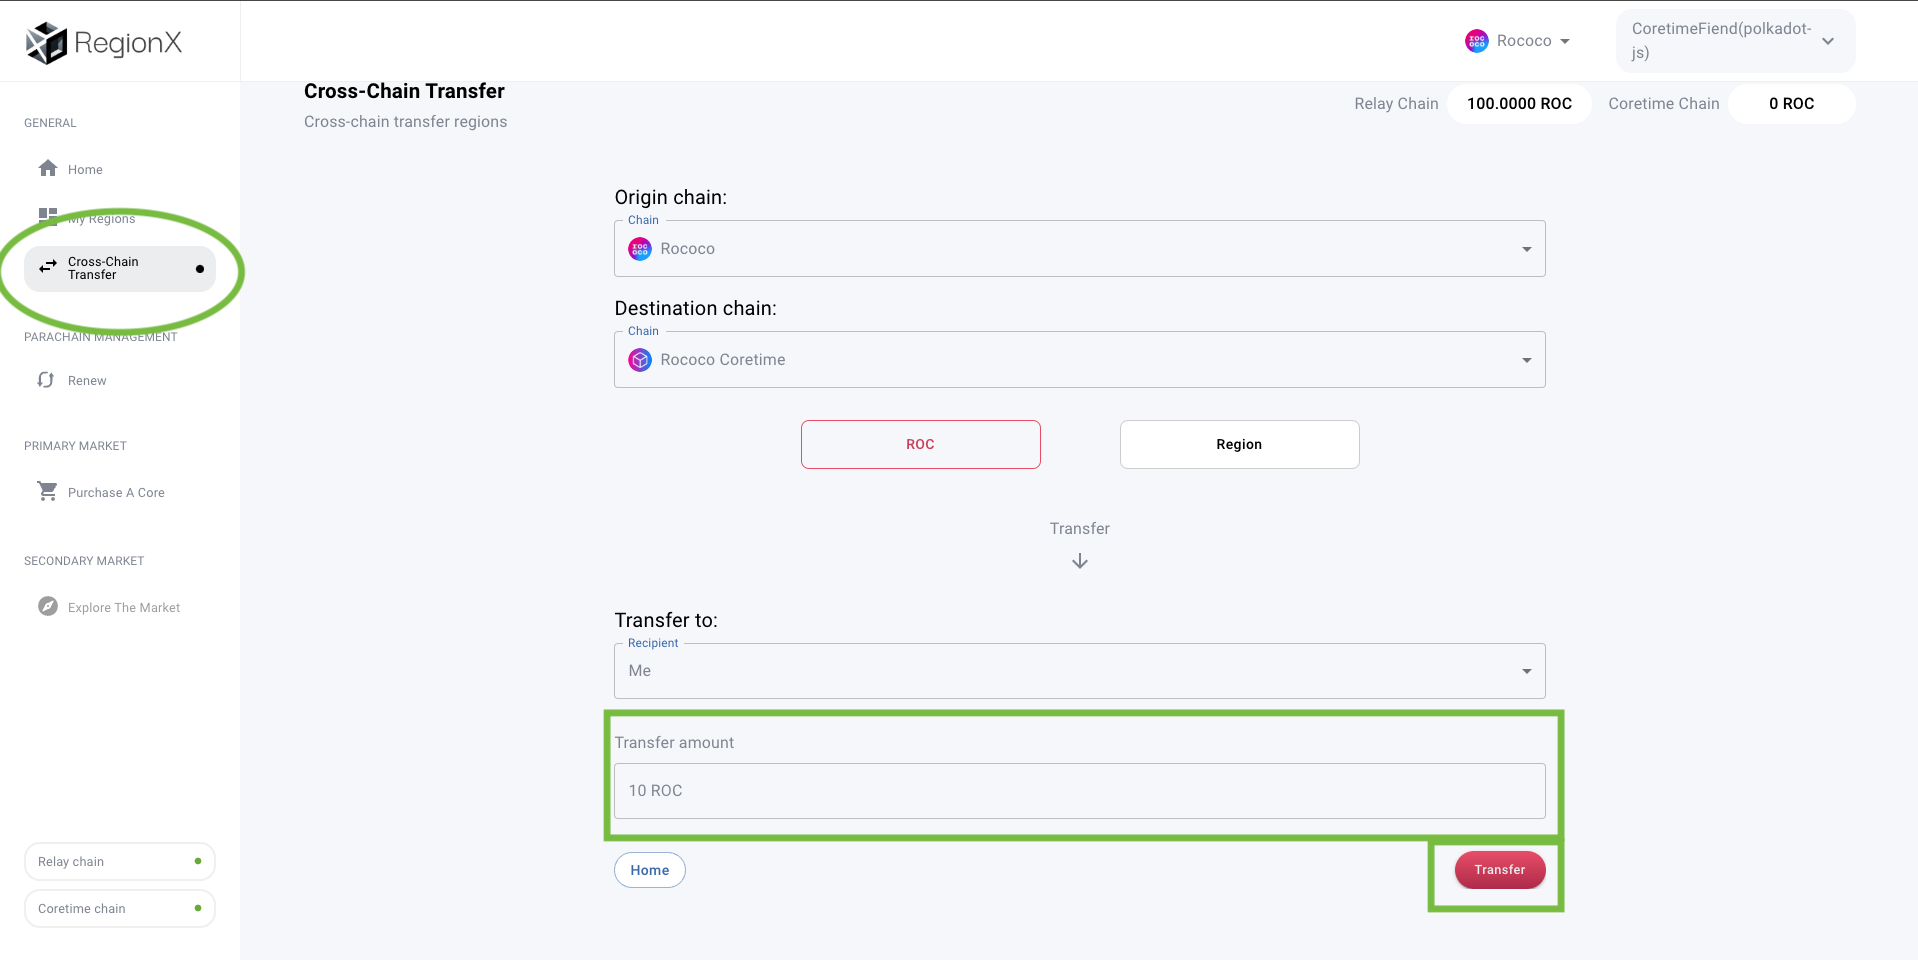 RegionX
Rococo
CoretimeFiend(polkadot-
js)
Cross-Chain Transfer
Cross-chain transfer regions
Relay Chain
100.0000 ROC
Coretime Chain
0 ROC
GENERAL
Home
My Regions
Cross-Chain
Transfer
PARACHAIN MANAGEMENT
Renew
PRIMARY MARKET
Purchase A Core
SECONDARY MARKET
Explore The Market
Relay chain
Coretime chain
Origin chain:
Chain
Rococo
Destination chain:
Chain
Rococo Coretime
ROC
Region
Transfer
Transfer to:
Recipient
Me
Transfer amount
10 ROC
Home
Transfer